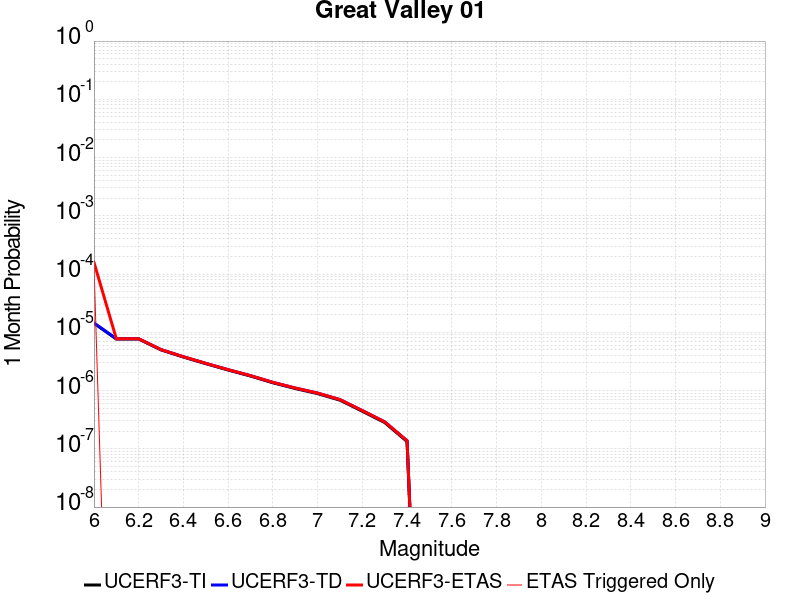 Great Valley 01
10^0
10^-1
10^-2
10^-3
10^-4
10^-5
10^-6
10^-7
10^-8
1 Month Probability
6 6.2 6.4 6.6 6.8 7 7.2 7.4 7.6 7.8 8 8.2 8.4 8.6 8.8 9
Magnitude
UCERF3-TI UCERF3-TD UCERF3-ETAS ETAS Triggered Only